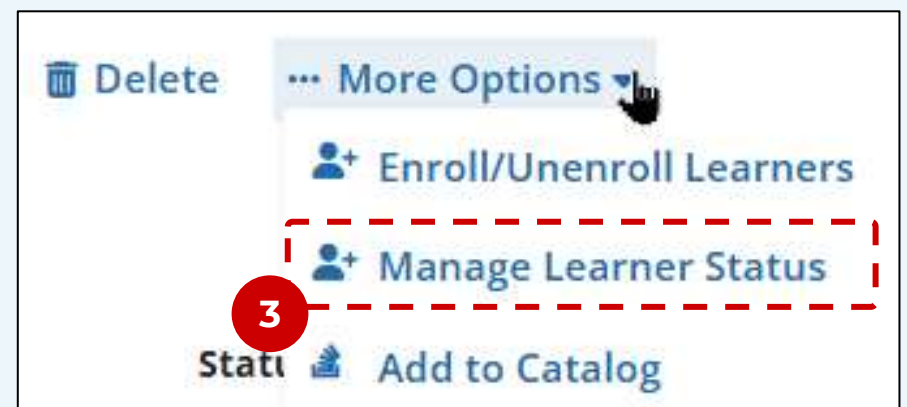 Delete ... More Options
Enroll/Unenroll Learners
Manage Learner Status
3
Add to Catalog